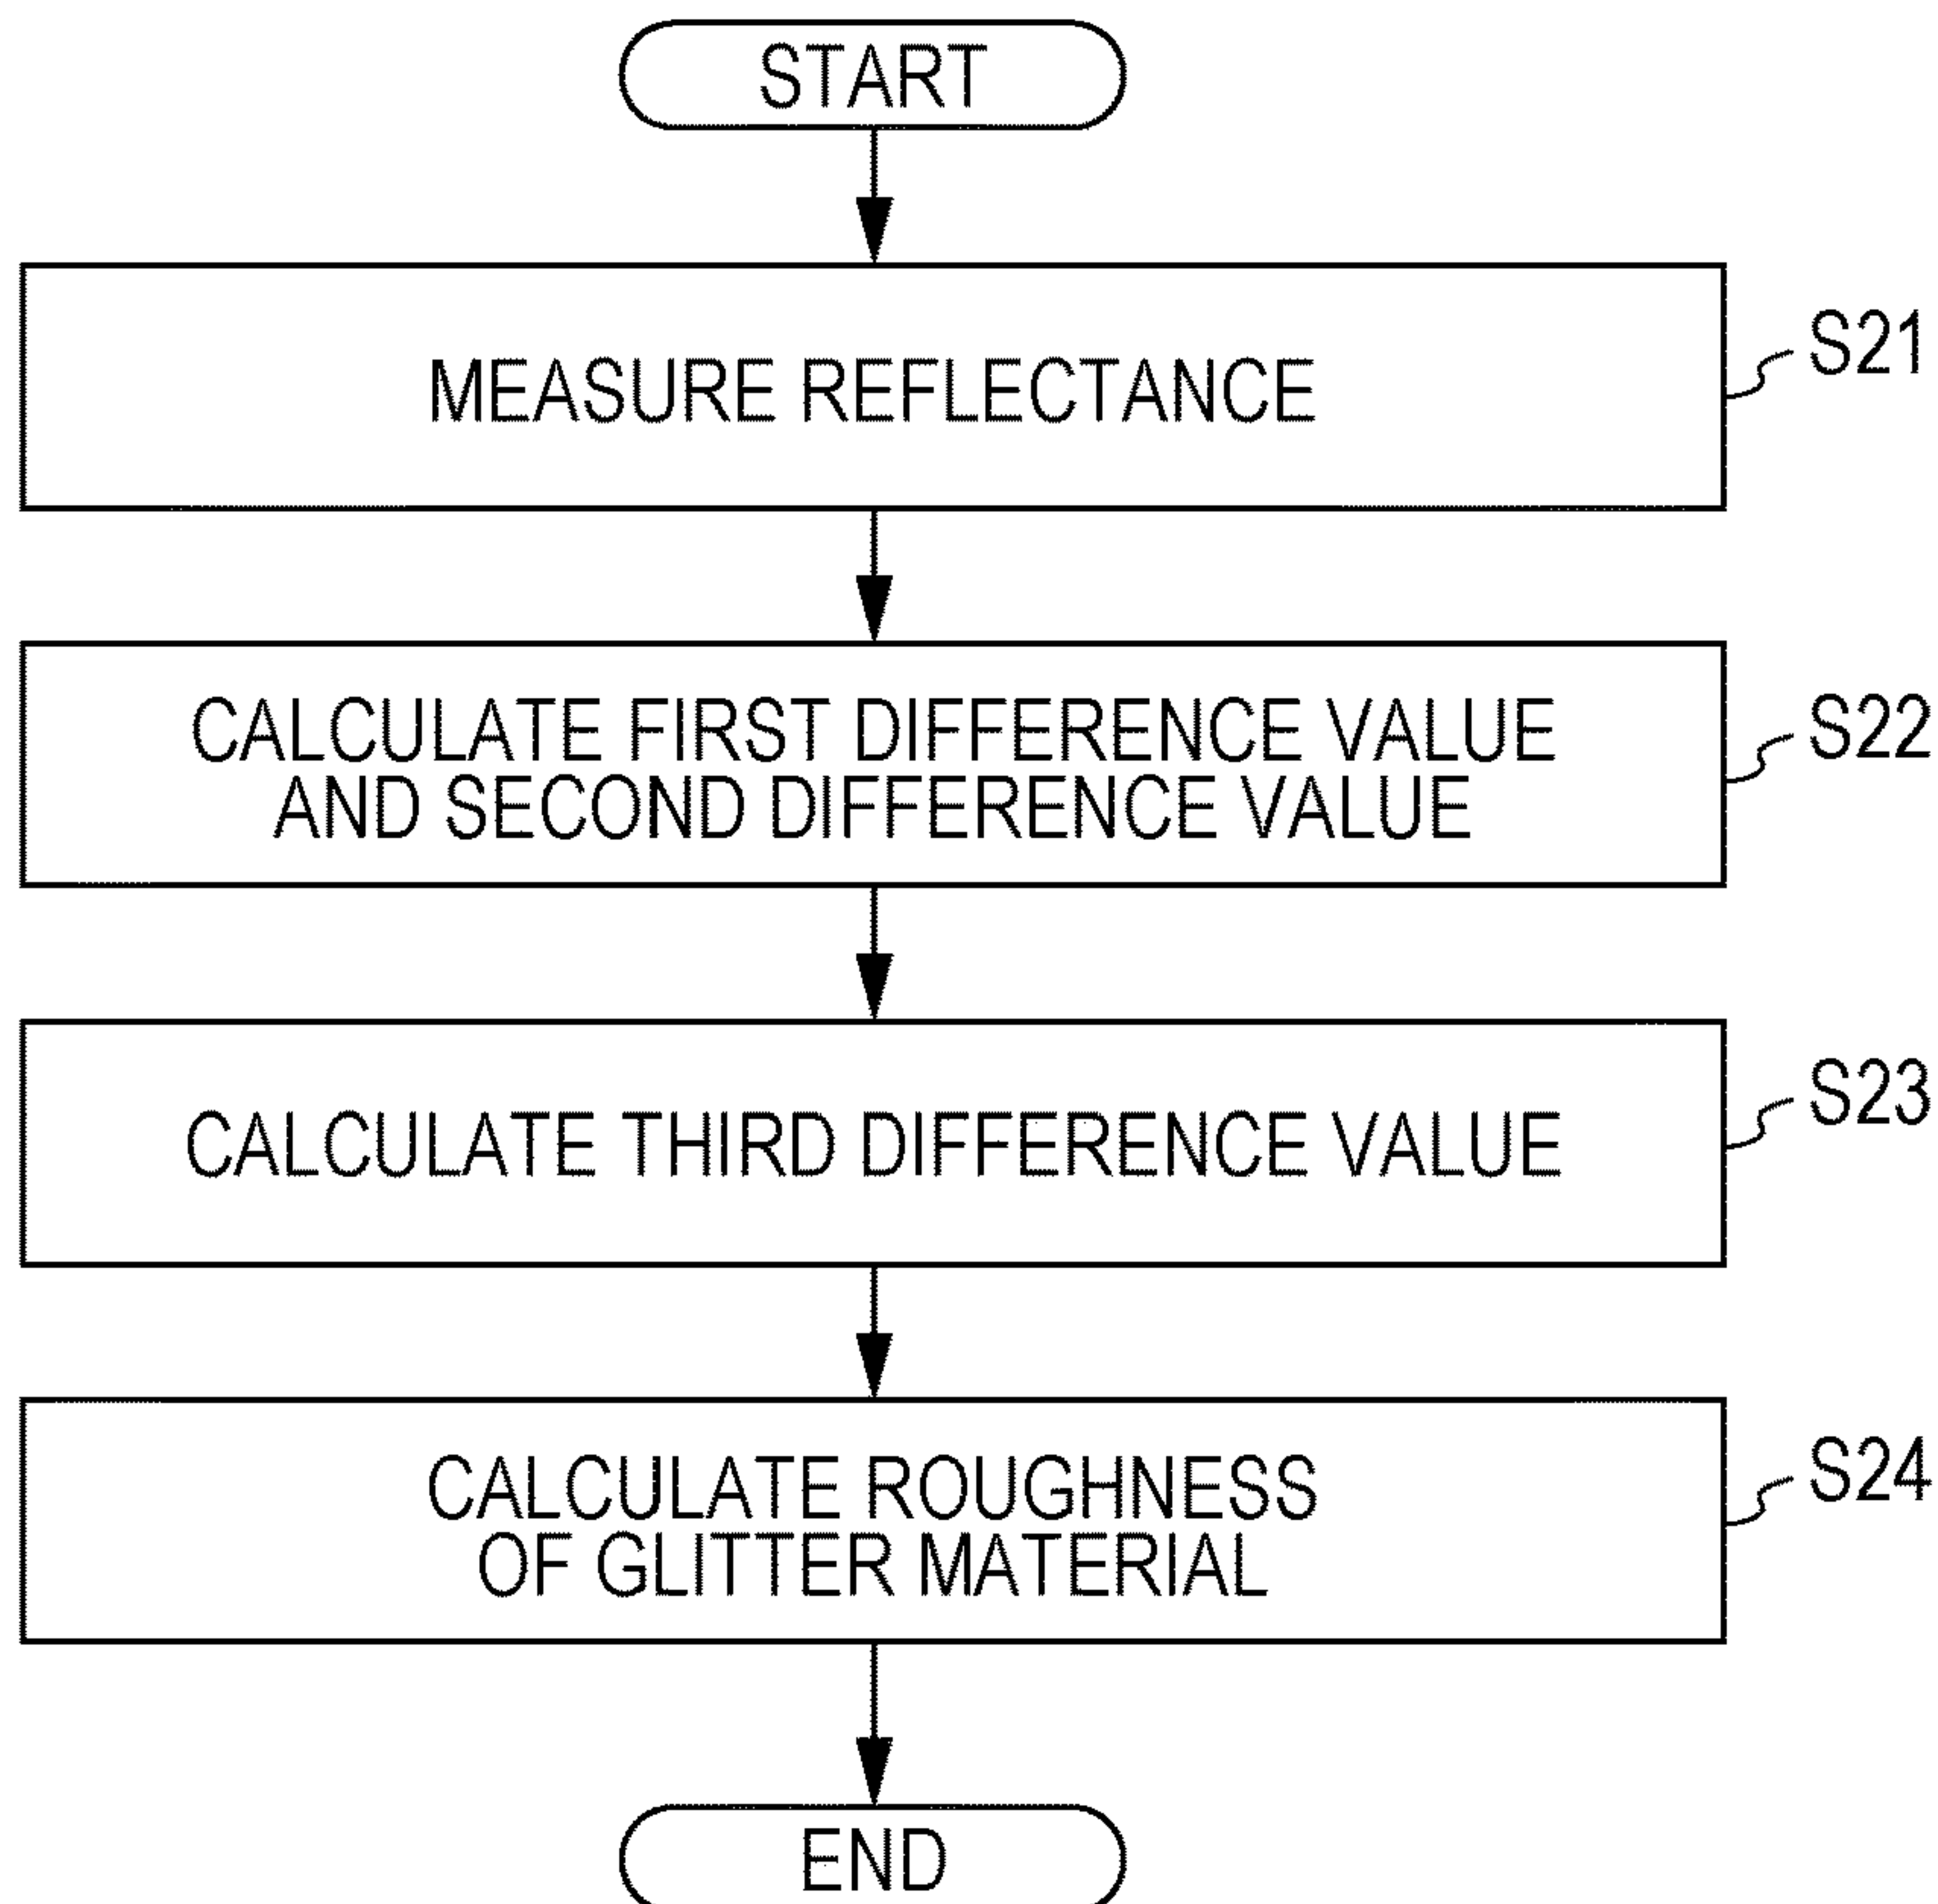 START
MEASURE REFLECTANCE
S21
CALCULATE FIRST DIFFERENCE VALUE
AND SECOND DIFFERENCE VALUE
S22
CALCULATE THIRD DIFFERENCE VALUE
S23
CALCULATE ROUGHNESS
OF GLITTER MATERIAL
S24
END